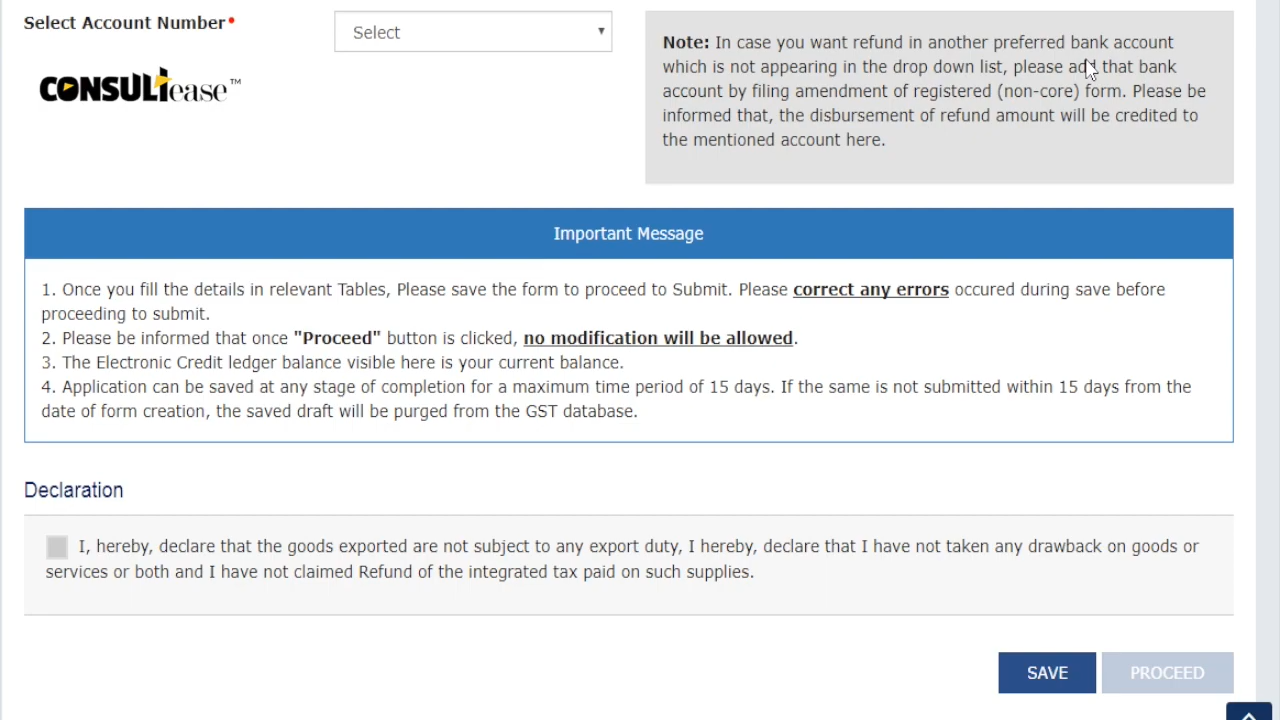 Select Account Number•
Select
Note: In case you want refund in another preferred bank account
which is not appearing in the drop down list, please add that bank
account by filing amendment of registered (non-core) form. Please be
informed that, the disbursement of refund amount will be credited to
the mentioned account here.
CONSULTease™
Important Message
1. Once you fill the details in relevant Tables, Please save the form to proceed to Submit. Please correct any errors occured during save before
proceeding to submit.
2. Please be informed that once "Proceed" button is clicked, no modification will be allowed.
3. The Electronic Credit ledger balance visible here is your current balance.
4. Application can be saved at any stage of completion for a maximum time period of 15 days. If the same is not submitted within 15 days from the
date of form creation, the saved draft will be purged from the GST database.
Declaration
I, hereby, declare that the goods exported are not subject to any export duty, I hereby, declare that I have not taken any drawback on goods or
services or both and I have not claimed Refund of the integrated tax paid on such supplies.
SAVE
PROCEED